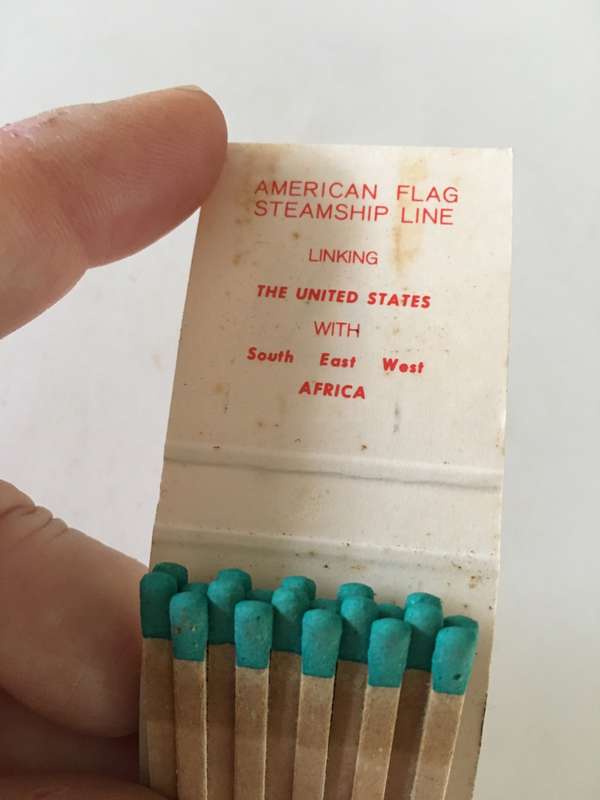 AMERICAN FLAG
STEAMSHIP LINE
LINKING
THE UNITED STATES
WITH
South East West
AFRICA